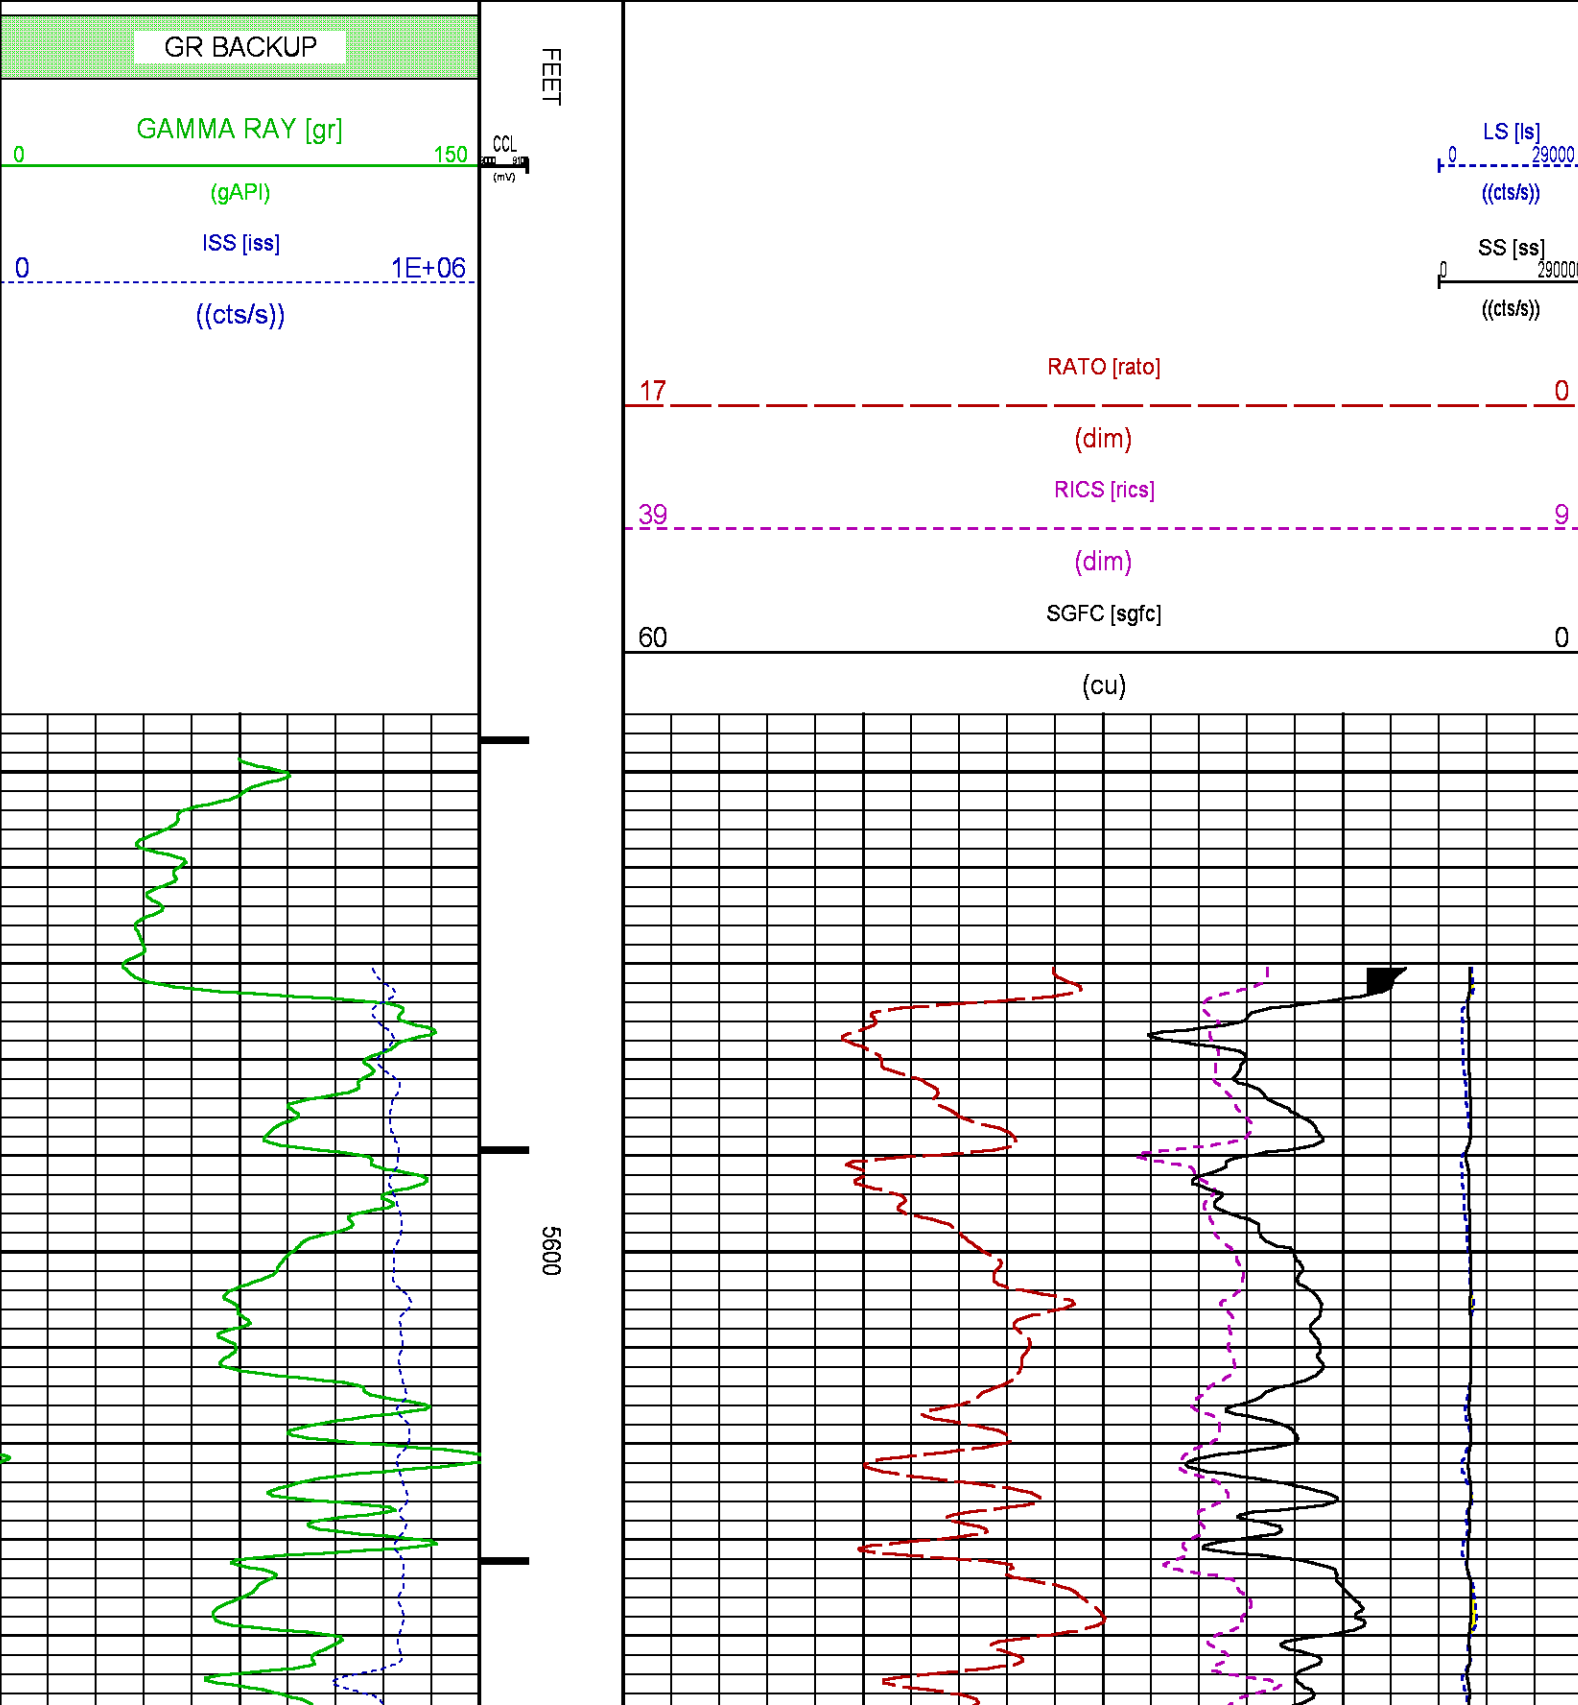 GR BACKUP
GAMMA RAY [gr]
0 150
(gAPI)
ISS [iss]
0 1E+06
((cts/s))
FEET
CCL
(mV)
LS [ls]
0 29000
((cts/s))
SS [ss]
0 290000
((cts/s))
RATO [rato]
17 0
(dim)
RICS [rics]
39 9
(dim)
SGFC [sgfc]
60 0
(cu)
5600